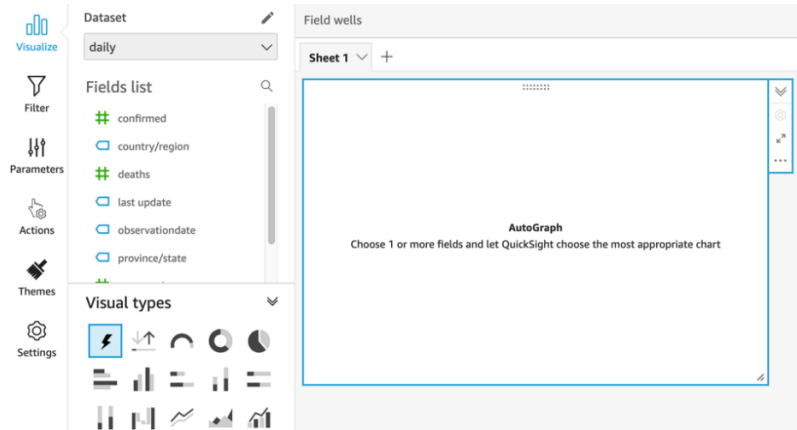 Visualize
Filter
Parameters
Actions
Themes
Settings
Dataset
daily
Fields list
confirmed
country/region
deaths
last update
observationdate
province/state
Visual types
Field wells
Sheet 1
AutoGraph
Choose 1 or more fields and let QuickSight choose the most appropriate chart